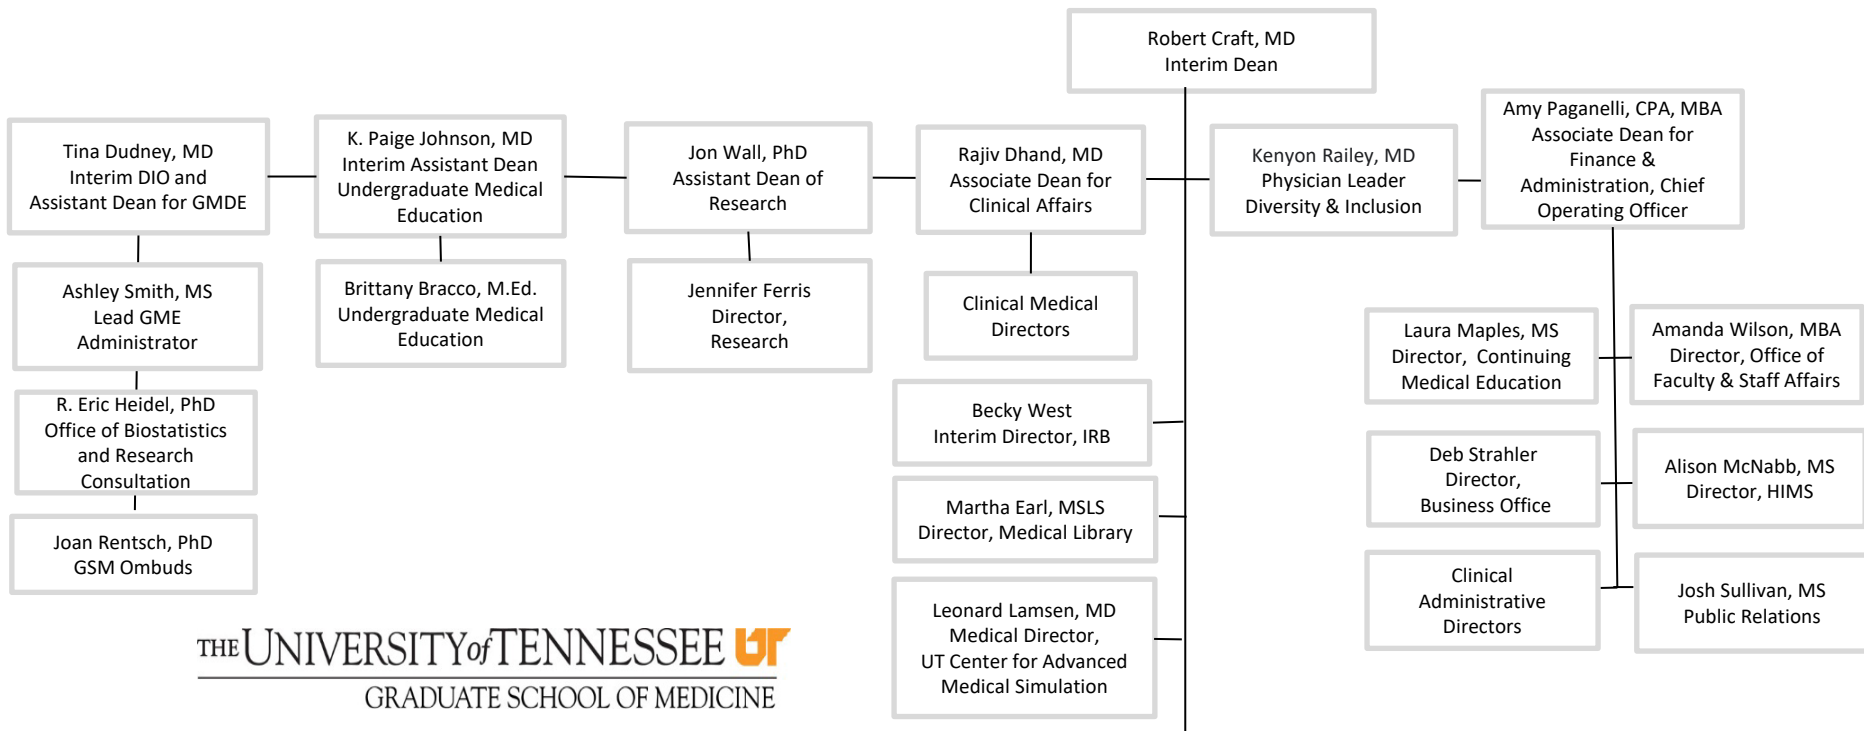 Robert Craft, MD
Interim Dean
Tina Dudney, MD
Interim DIO and
Assistant Dean for GMDE
K. Paige Johnson, MD
Interim Assistant Dean
Undergraduate Medical
Education
Jon Wall, PhD
Assistant Dean of
Research
Rajiv Dhand, MD
Associate Dean for
Clinical Affairs
Kenyon Railey, MD
Physician Leader
Diversity & Inclusion
Amy Paganelli, CPA, MBA
Associate Dean for
Finance &
Administration, Chief
Operating Officer
Ashley Smith, MS
Lead GME
Administrator
Brittany Bracco, M.Ed.
Undergraduate Medical
Education
Jennifer Ferris
Director,
Research
Clinical Medical
Directors
Laura Maples, MS
Director, Continuing
Medical Education
Amanda Wilson, MBA
Director, Office of
Faculty & Staff Affairs
R. Eric Heidel, PhD
Office of Biostatistics
and Research
Consultation
Becky West
Interim Director, IRB
Deb Strahler
Director,
Business Office
Alison McNabb, MS
Director, HIMS
Joan Rentsch, PhD
GSM Ombuds
Martha Earl, MSLS
Director, Medical Library
Clinical
Administrative
Directors
Josh Sullivan, MS
Public Relations
Leonard Lamsen, MD
Medical Director,
UT Center for Advanced
Medical Simulation
THE UNIVERSITY of TENNESSEE UT
GRADUATE SCHOOL OF MEDICINE